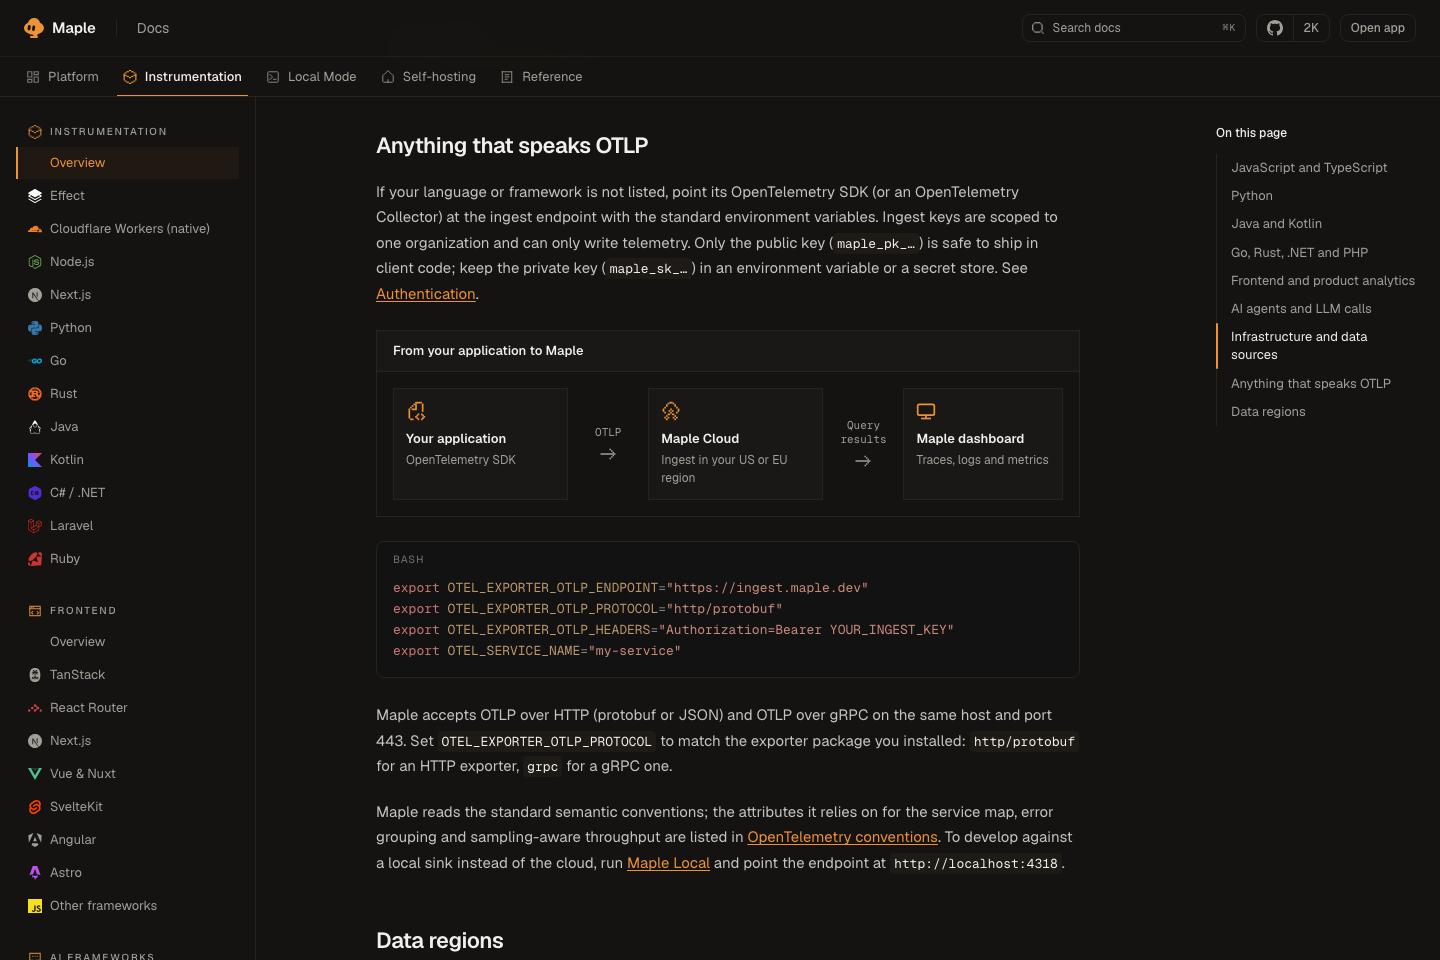 Maple
Docs
Search docs
⌘K
2K
Open app
Platform
Instrumentation
Local Mode
Self-hosting
Reference
INSTRUMENTATION
Overview
Effect
Cloudflare Workers (native)
Node.js
Next.js
Python
Go
Rust
Java
Kotlin
C# / .NET
Laravel
Ruby
FRONTEND
Overview
TanStack
React Router
Next.js
Vue & Nuxt
SvelteKit
Angular
Astro
Other frameworks
AI FRAMEWORKS
Anything that speaks OTLP
If your language or framework is not listed, point its OpenTelemetry SDK (or an OpenTelemetry
Collector) at the ingest endpoint with the standard environment variables. Ingest keys are scoped to
one organization and can only write telemetry. Only the public key (maple_pk_…) is safe to ship in
client code; keep the private key (maple_sk_…) in an environment variable or a secret store. See
Authentication.
From your application to Maple
Your application
OpenTelemetry SDK
OTLP
Maple Cloud
Ingest in your US or EU
region
Query
results
Maple dashboard
Traces, logs and metrics
BASH
export OTEL_EXPORTER_OTLP_ENDPOINT="https://ingest.maple.dev"
export OTEL_EXPORTER_OTLP_PROTOCOL="http/protobuf"
export OTEL_EXPORTER_OTLP_HEADERS="Authorization=Bearer YOUR_INGEST_KEY"
export OTEL_SERVICE_NAME="my-service"
Maple accepts OTLP over HTTP (protobuf or JSON) and OTLP over gRPC on the same host and port
443. Set OTEL_EXPORTER_OTLP_PROTOCOL to match the exporter package you installed: http/protobuf
for an HTTP exporter, grpc for a gRPC one.
Maple reads the standard semantic conventions; the attributes it relies on for the service map, error
grouping and sampling-aware throughput are listed in OpenTelemetry conventions. To develop against
a local sink instead of the cloud, run Maple Local and point the endpoint at http://localhost:4318.
Data regions
On this page
JavaScript and TypeScript
Python
Java and Kotlin
Go, Rust, .NET and PHP
Frontend and product analytics
AI agents and LLM calls
Infrastructure and data
sources
Anything that speaks OTLP
Data regions